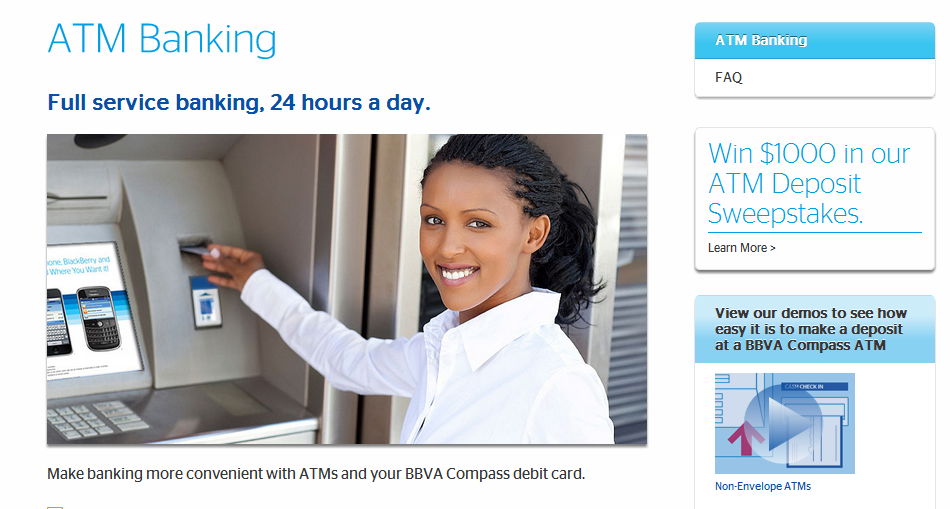 ATM Banking
Full service banking, 24 hours a day.
one, BlackBerry and
Where You Want it!
Make banking more convenient with ATMs and your BBVA Compass debit card.
ATM Banking
FAQ
Win $1000 in our
ATM Deposit
Sweepstakes.
Learn More >
View our demos to see how
easy it is to make a deposit
at a BBVA Compass ATM
CHECK IN
Non-Envelope ATMs